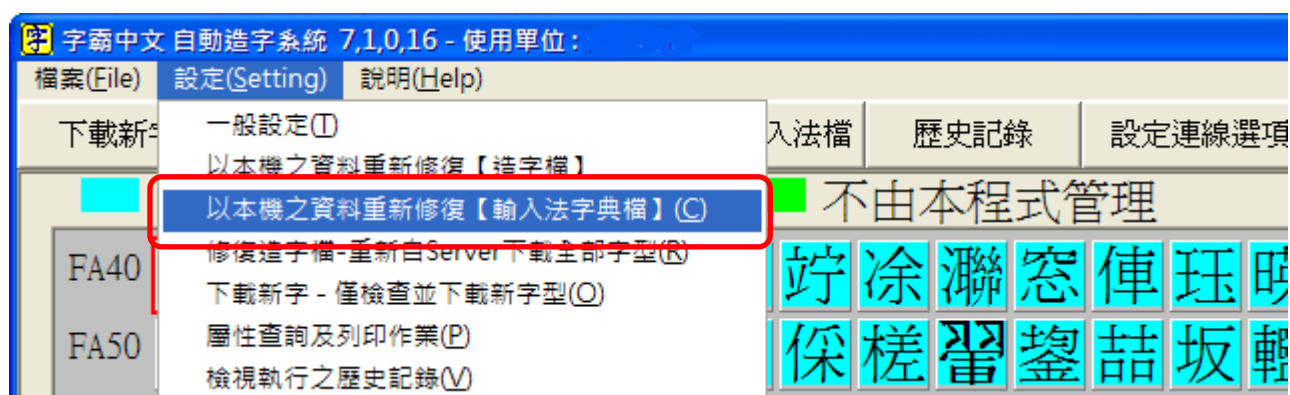 字霸中文 自動造字系統 7,1,0,16 - 使用單位：
檔案(File) 設定(Setting) 說明(Help)
下載新 入法檔 歷史記錄 設定連線選項
一般設定(T)
以本機之資料重新修復【造字檔】
以本機之資料重新修復【輸入法字典檔】(C)
不由本程式管理
修復造字檔-重新自Server下載全部字型(R)
FA40 竚 凃 灦 窓 俥 珏
下載新字 - 僅檢查並下載新字型(O)
屬性查詢及列印作業(P)
FA50 倸 槎 鋆 喆 坂
檢視執行之歷史記錄(V)